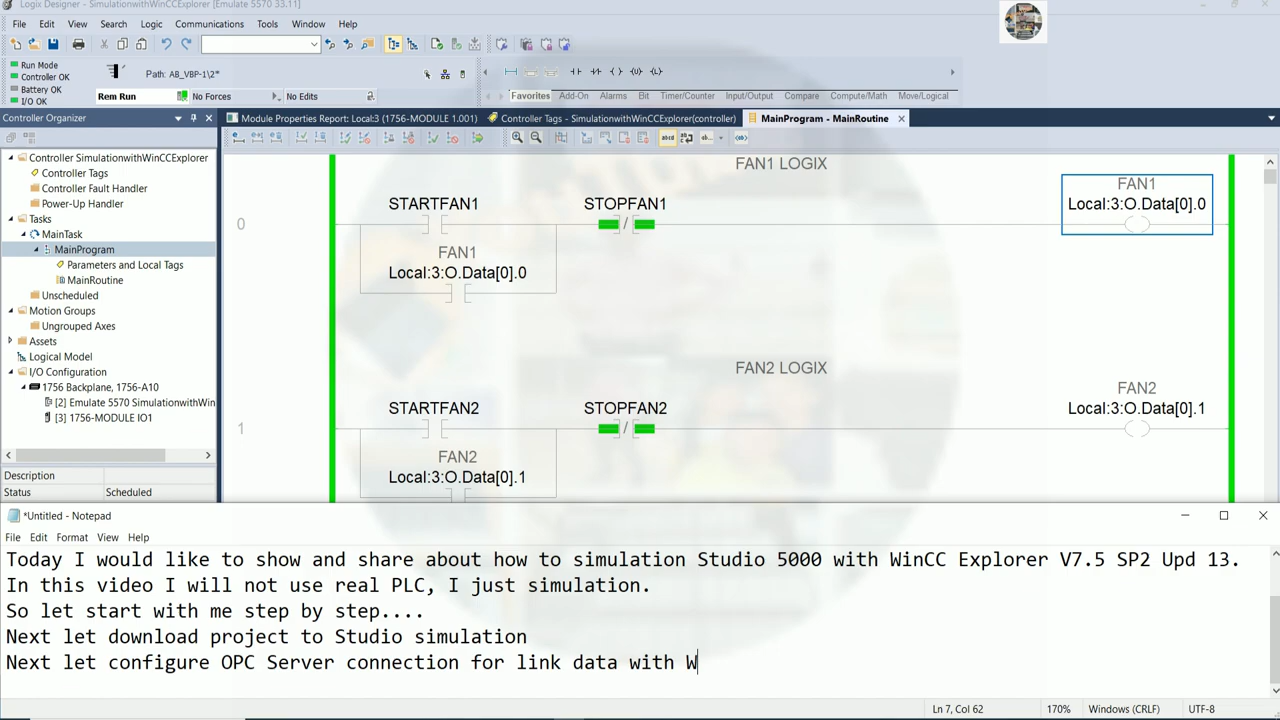 Logix Designer - SimulationwithWinCCExplorer [Emulate 5570 33.11]
File Edit View Search Logic Communications Tools Window Help
Run Mode
Controller OK
Battery OK
I/O OK
Path: AB_VBP-1\2*
Rem Run No Forces No Edits
Favorites Add-On Alarms Bit Timer/Counter Input/Output Compare Compute/Math Move/Logical
Controller Organizer
Module Properties Report: Local:3 (1756-MODULE 1.001) Controller Tags - SimulationwithWinCCExplorer(controller) MainProgram - MainRoutine
Controller SimulationwithWinCCExplorer
Controller Tags
Controller Fault Handler
Power-Up Handler
Tasks
MainTask
MainProgram
Parameters and Local Tags
MainRoutine
Unscheduled
Motion Groups
Ungrouped Axes
Assets
Logical Model
I/O Configuration
1756 Backplane, 1756-A10
[2] Emulate 5570 SimulationwithWin
[3] 1756-MODULE IO1
Description
Status Scheduled
FAN1 LOGIX
0
STARTFAN1
STOPFAN1
FAN1
Local:3:O.Data[0].0
FAN1
Local:3:O.Data[0].0
FAN2 LOGIX
1
STARTFAN2
STOPFAN2
FAN2
Local:3:O.Data[0].1
FAN2
Local:3:O.Data[0].1
*Untitled - Notepad
File Edit Format View Help
Today I would like to show and share about how to simulation Studio 5000 with WinCC Explorer V7.5 SP2 Upd 13.
In this video I will not use real PLC, I just simulation.
So let start with me step by step....
Next let download project to Studio simulation
Next let configure OPC Server connection for link data with W
Ln 7, Col 62 170% Windows (CRLF) UTF-8